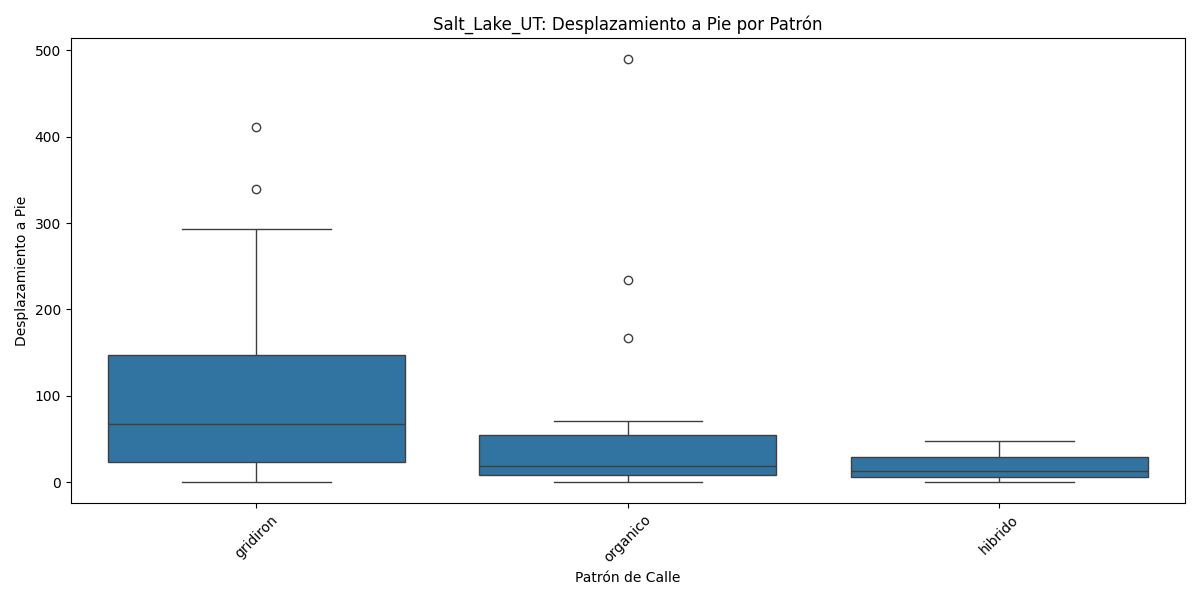 Salt_Lake_UT: Desplazamiento a Pie por Patrón
Desplazamiento a Pie
500
400
300
200
100
0
gridiron
organico
hibrido
Patrón de Calle